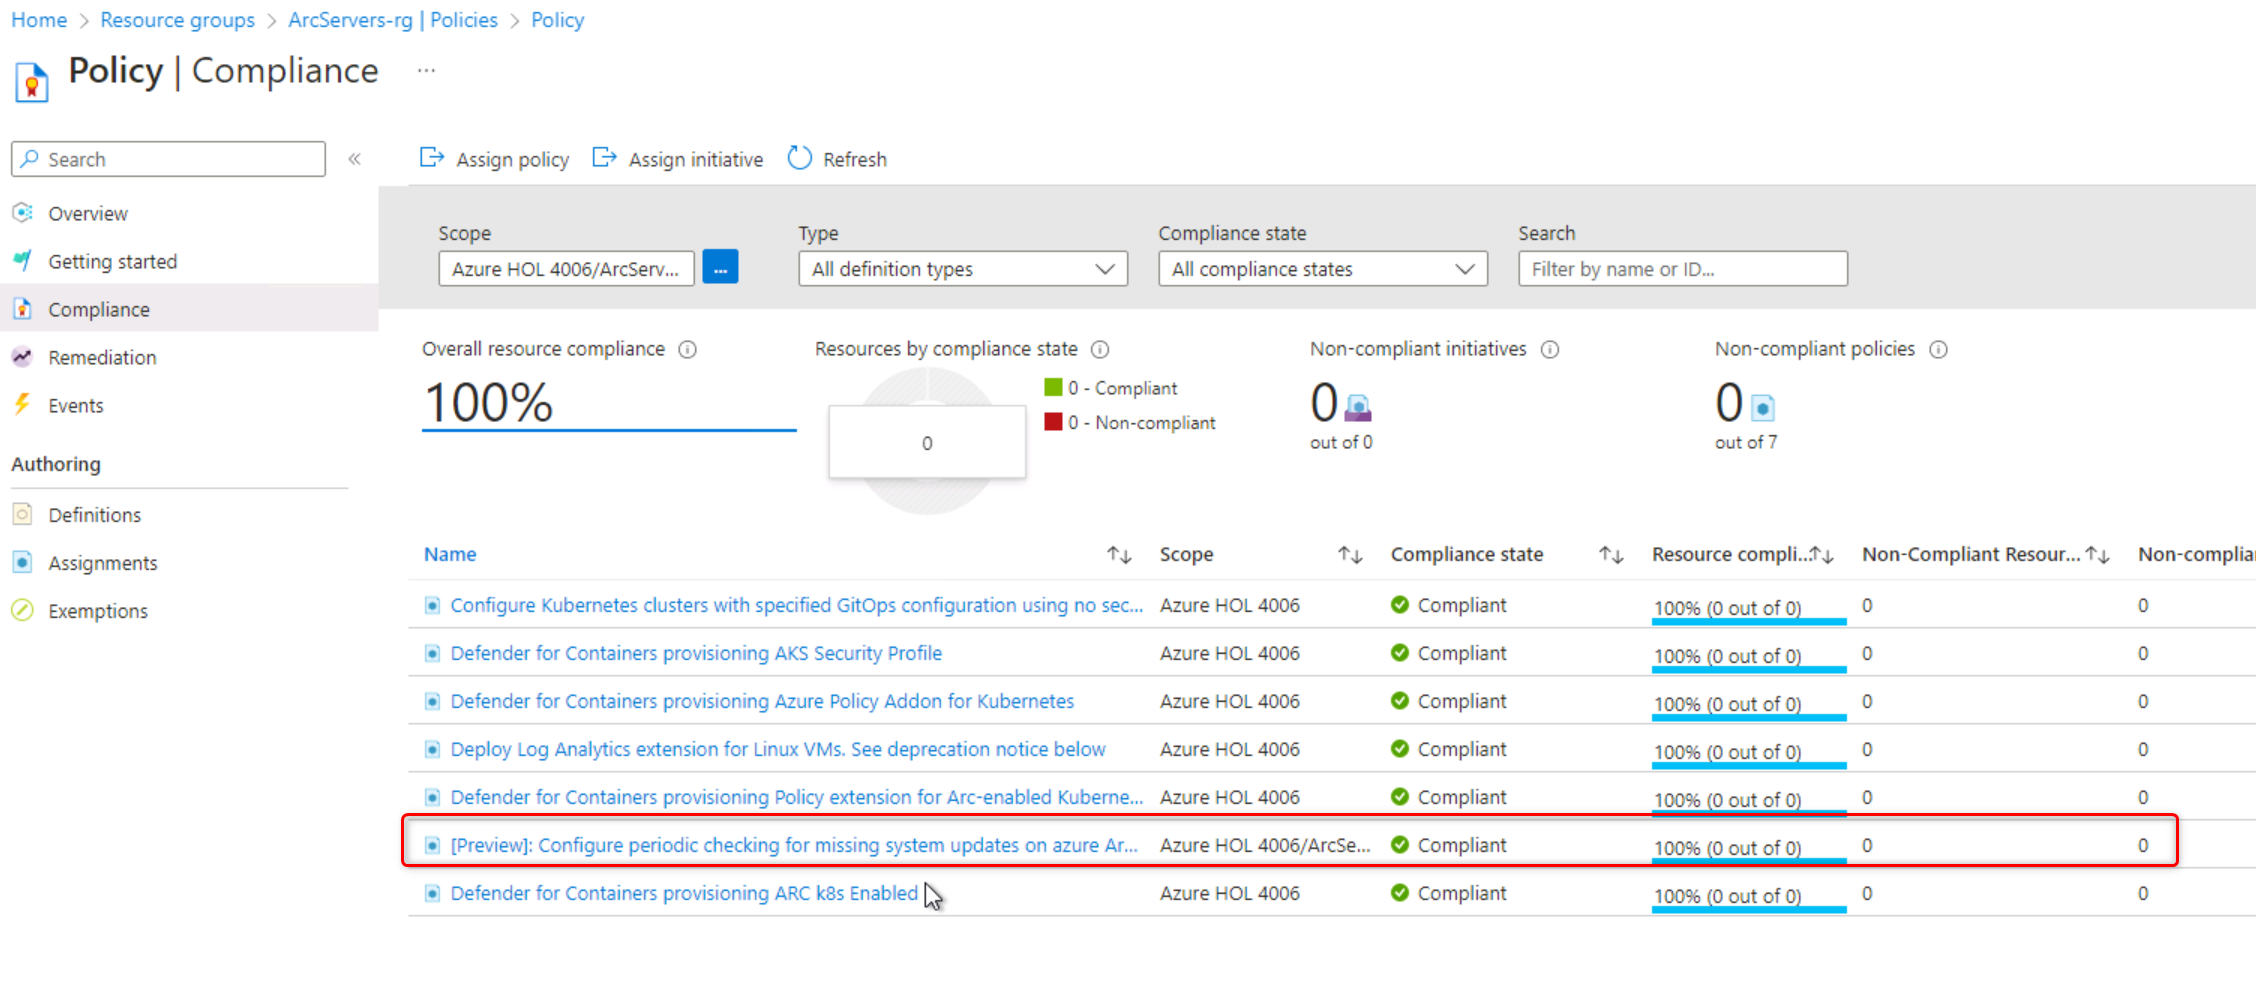 Home > Resource groups > ArcServers-rg | Policies > Policy
Policy | Compliance ...
Search «
Overview
Getting started
Compliance
Remediation
Events
Authoring
Definitions
Assignments
Exemptions
Assign policy Assign initiative Refresh
Scope Type Compliance state Search
Azure HOL 4006/ArcServ... ... All definition types All compliance states Filter by name or ID...
Overall resource compliance Resources by compliance state Non-compliant initiatives Non-compliant policies
100% 0 0 - Compliant 0 0
0 - Non-compliant out of 0 out of 7
Name Scope Compliance state Resource compli... Non-Compliant Resour... Non-complia
Configure Kubernetes clusters with specified GitOps configuration using no sec... Azure HOL 4006 Compliant 100% (0 out of 0) 0 0
Defender for Containers provisioning AKS Security Profile Azure HOL 4006 Compliant 100% (0 out of 0) 0 0
Defender for Containers provisioning Azure Policy Addon for Kubernetes Azure HOL 4006 Compliant 100% (0 out of 0) 0 0
Deploy Log Analytics extension for Linux VMs. See deprecation notice below Azure HOL 4006 Compliant 100% (0 out of 0) 0 0
Defender for Containers provisioning Policy extension for Arc-enabled Kuberne... Azure HOL 4006 Compliant 100% (0 out of 0) 0 0
[Preview]: Configure periodic checking for missing system updates on azure Ar... Azure HOL 4006/ArcSe... Compliant 100% (0 out of 0) 0 0
Defender for Containers provisioning ARC k8s Enabled Azure HOL 4006 Compliant 100% (0 out of 0) 0 0